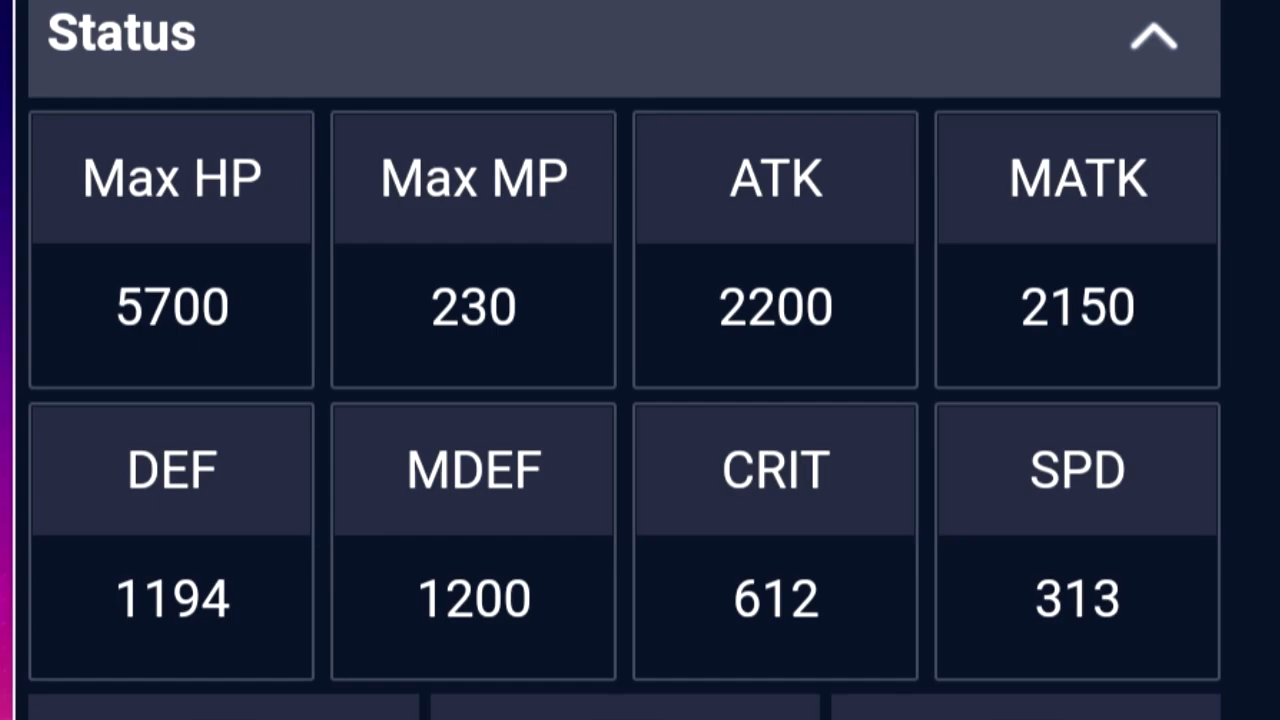 Status
Max HP Max MP ATK MATK
5700 230 2200 2150
DEF MDEF CRIT SPD
1194 1200 612 313